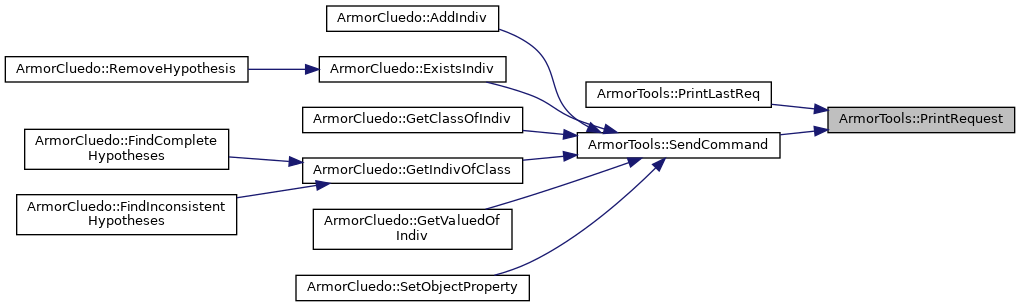 ArmorCluedo::AddIndiv
ArmorCluedo::RemoveHypothesis
ArmorCluedo::ExistsIndiv
ArmorTools::PrintLastReq
ArmorTools::PrintRequest
ArmorCluedo::GetClassOfIndiv
ArmorCluedo::FindComplete
Hypotheses
ArmorTools::SendCommand
ArmorCluedo::GetIndivOfClass
ArmorCluedo::FindInconsistent
Hypotheses
ArmorCluedo::GetValuedOf
Indiv
ArmorCluedo::SetObjectProperty